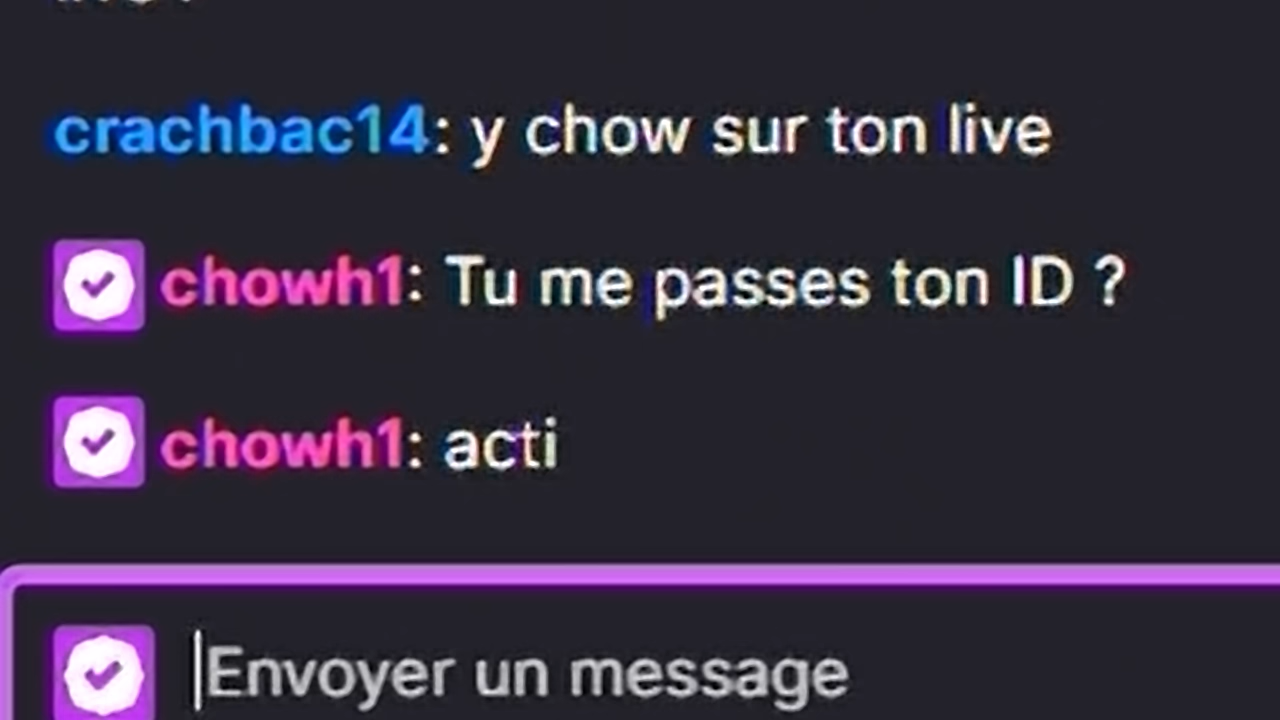 crachbac14: y chow sur ton live
chowh1: Tu me passes ton ID ?
chowh1: acti
Envoyer un message